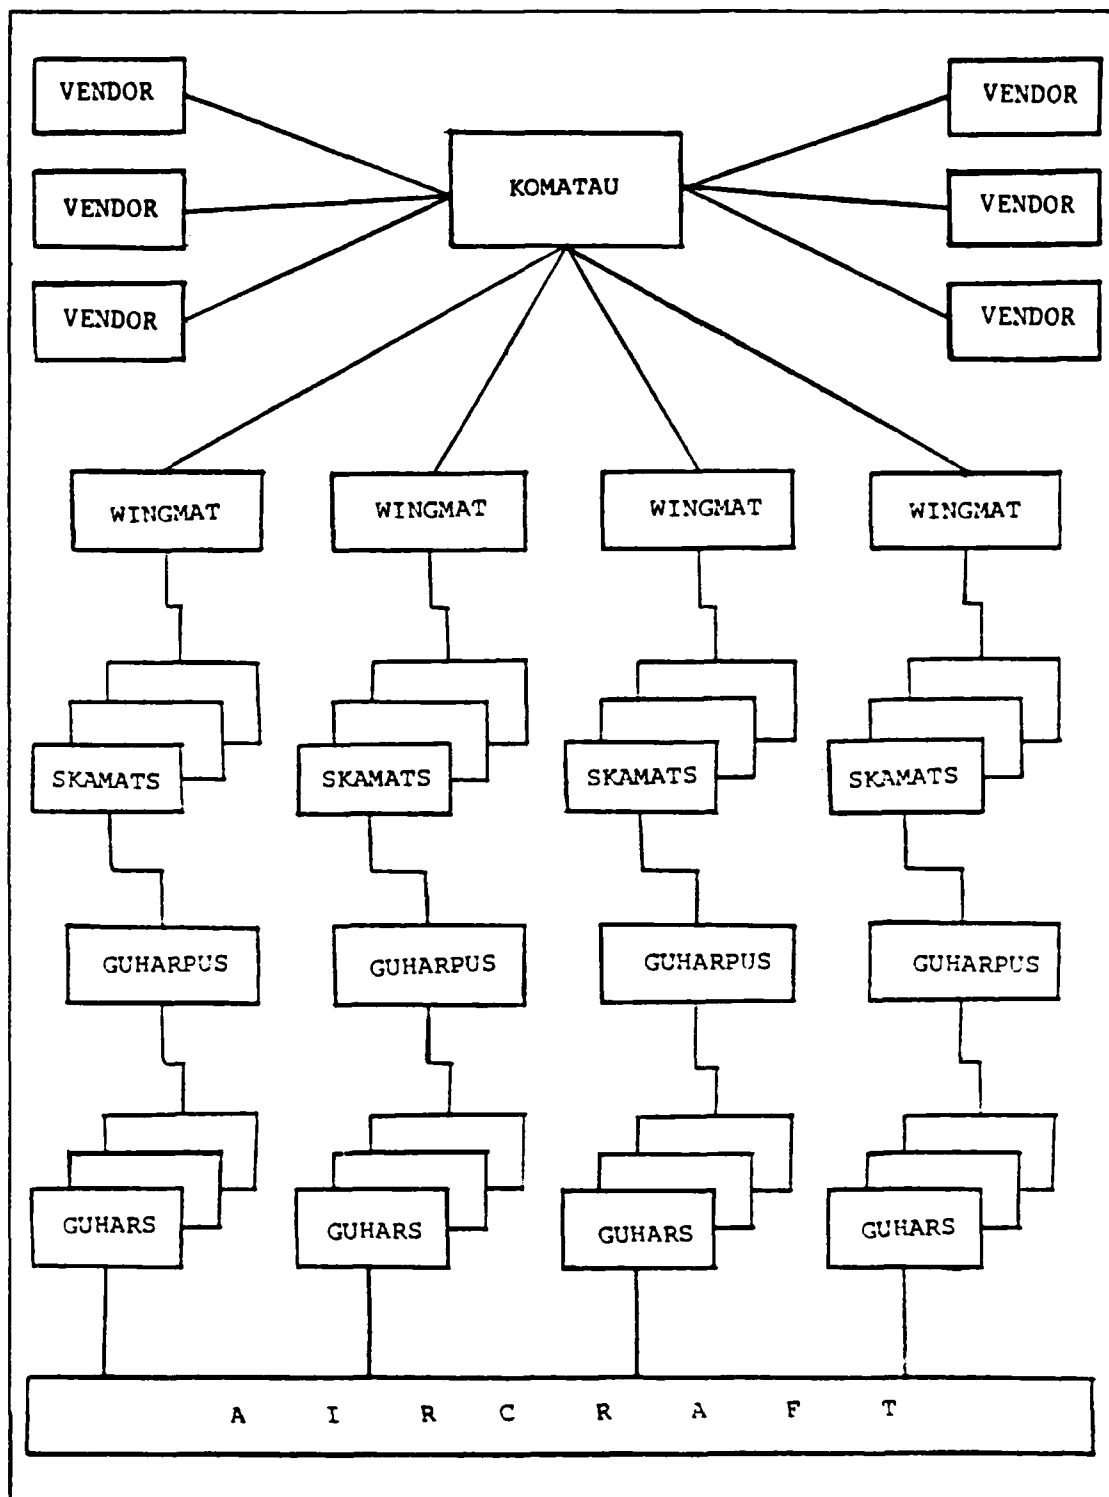 VENDOR VENDOR
KOMATAU
VENDOR VENDOR
VENDOR VENDOR
WINGMAT WINGMAT WINGMAT WINGMAT
SKAMATS SKAMATS SKAMATS SKAMATS
GUHARPUS GUHARPUS GUHARPUS GUHARPUS
GUHARS GUHARS GUHARS GUHARS
A I R C R A F T